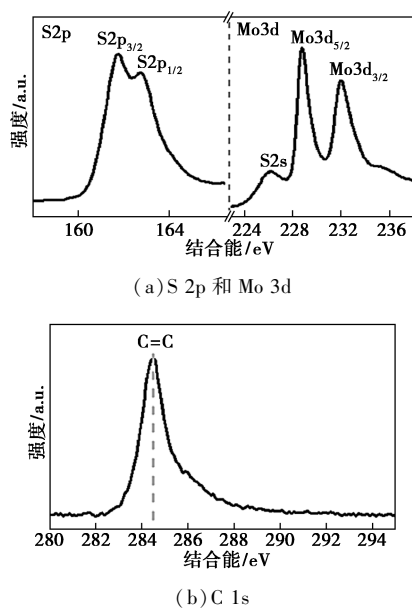 S2p
S2p3/2
S2p1/2
Mo3d
Mo3d5/2
Mo3d3/2
S2s
强度/a.u.
160 164 224 228 232 236
结合能/eV
(a)S 2p 和 Mo 3d
C=C
强度/a.u.
280 282 284 286 288 290 292 294
结合能/eV
(b)C 1s